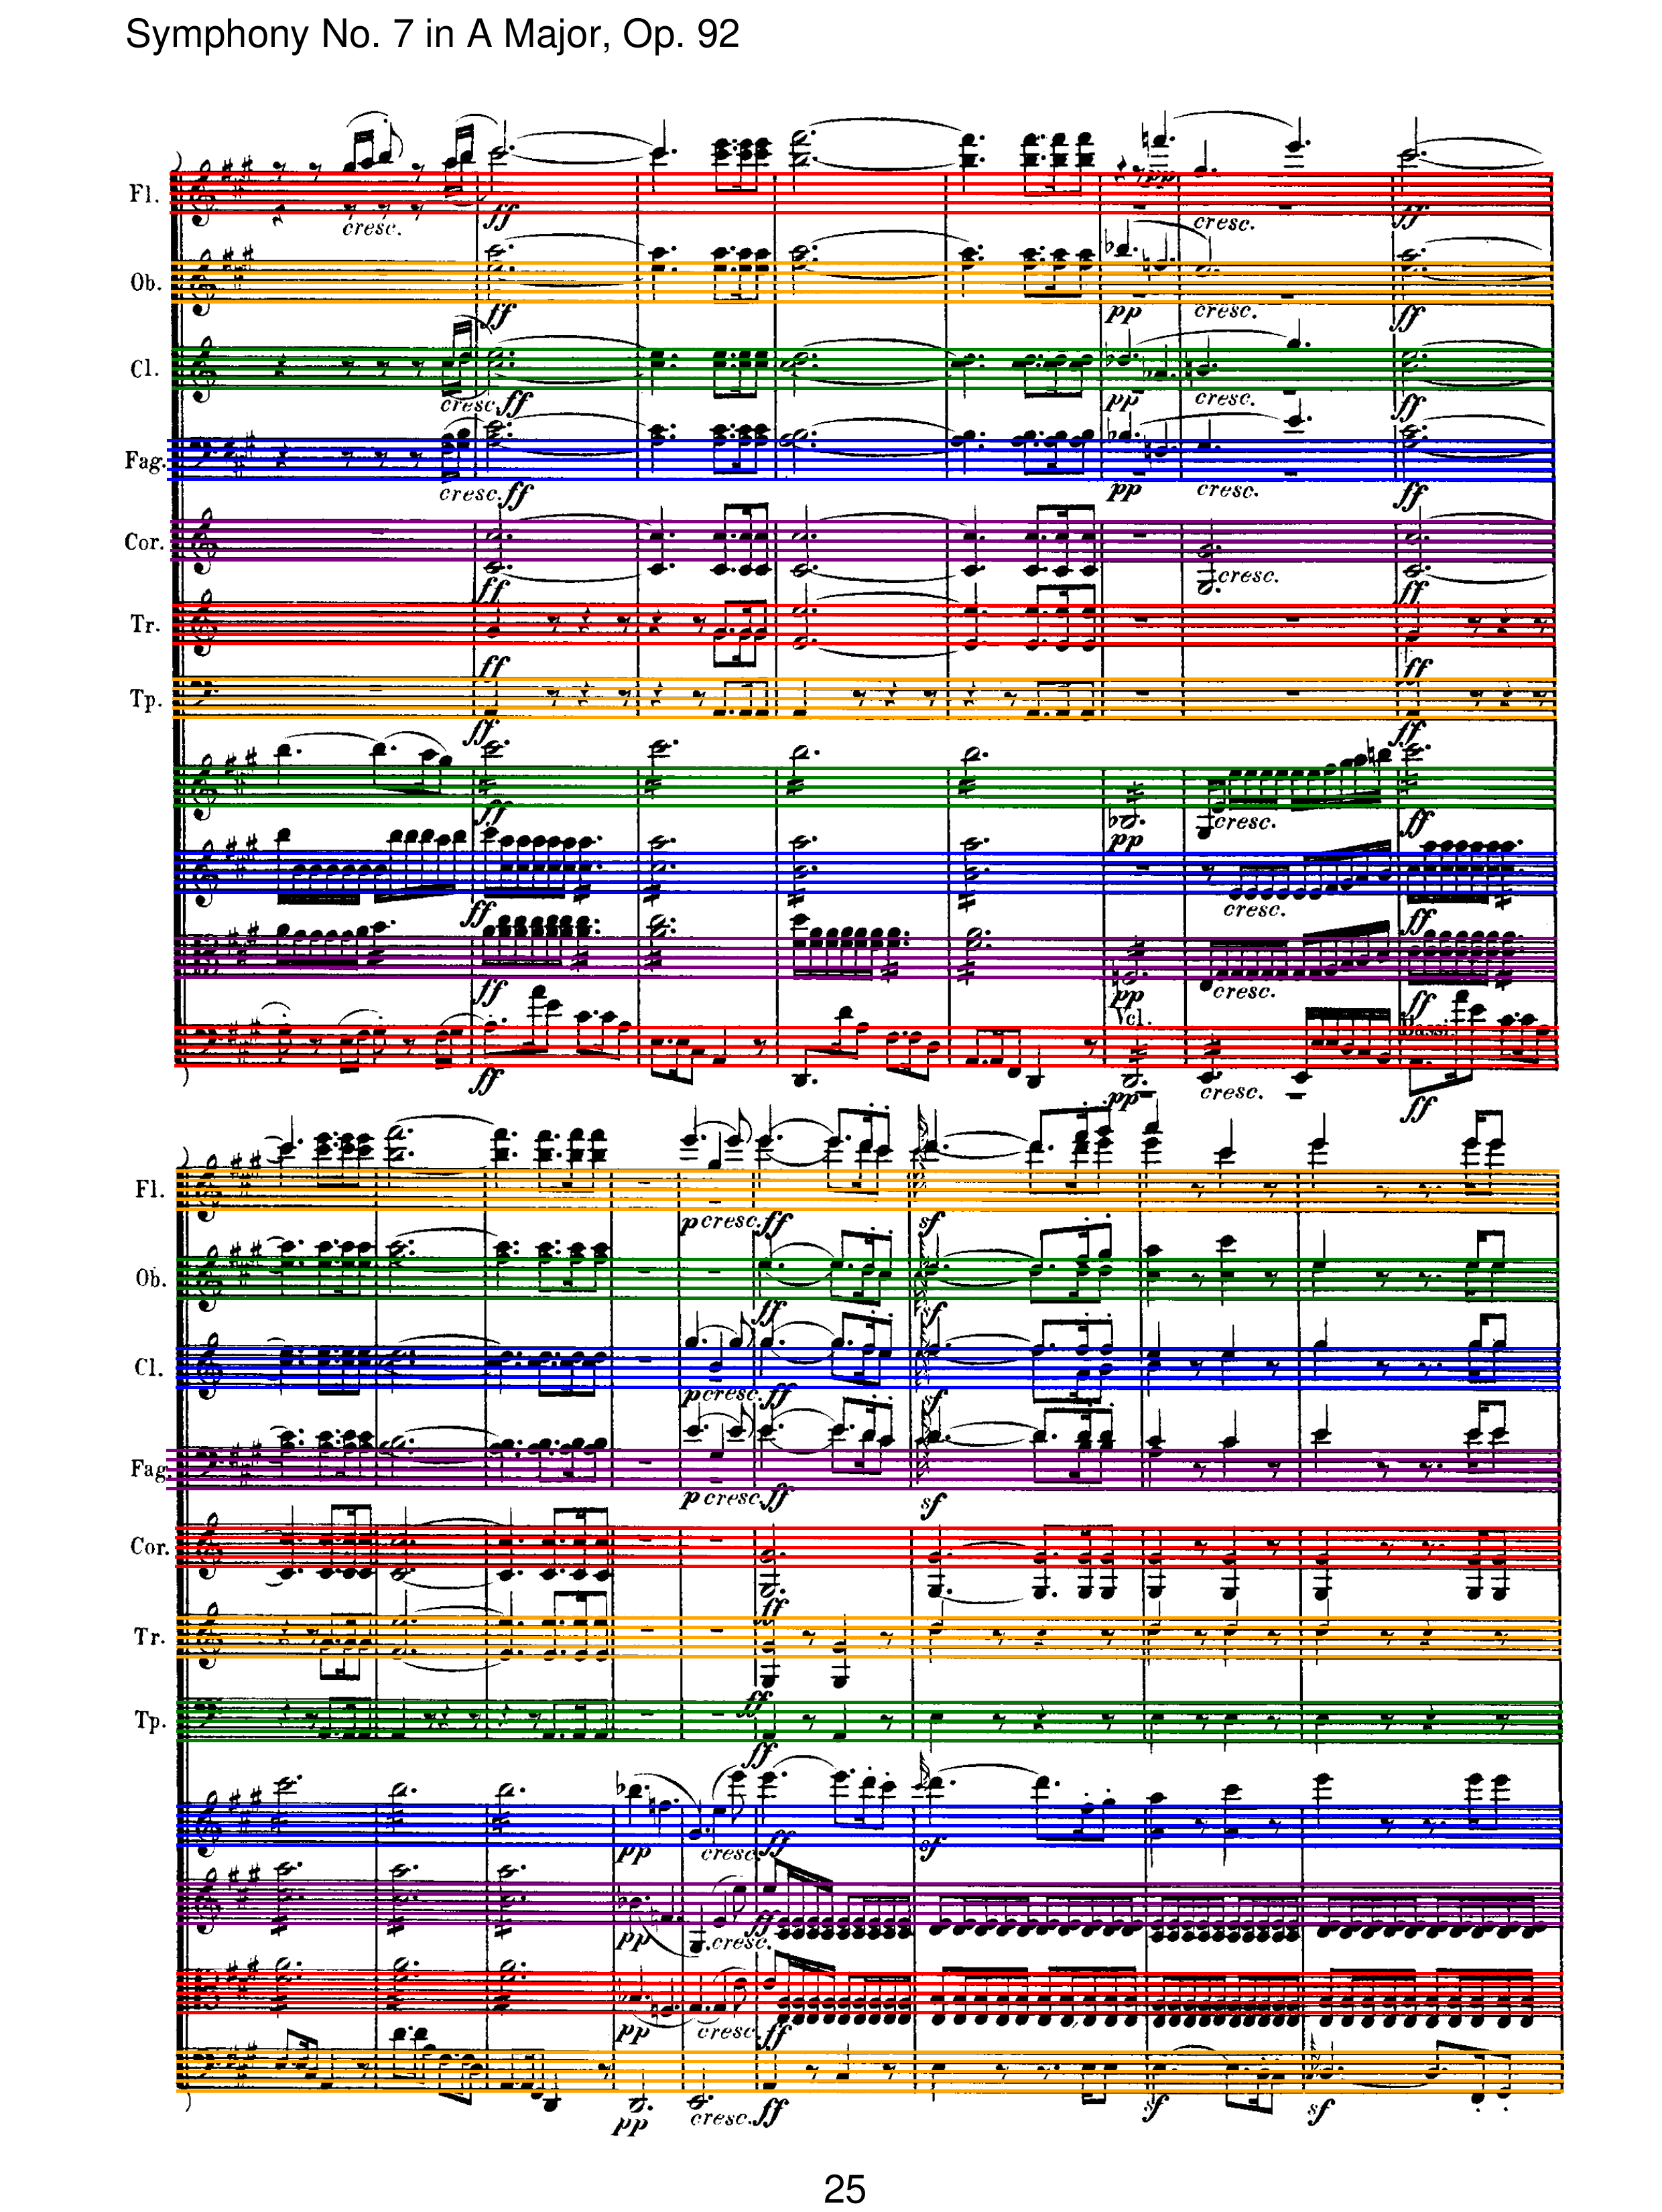 Symphony No. 7 in A Major, Op. 92
Fl.
cresc.
ff
pp
cresc.
ff
Ob.
ff
pp
cresc.
ff
Cl.
cresc. ff
pp
cresc.
ff
Fag.
cresc. ff
pp
cresc.
ff
Cor.
ff
cresc.
ff
Tr.
ff
ff
Tp.
ff
ff
ff
pp
cresc.
ff
ff
cresc.
ff
ff
pp
cresc.
ff
Vcl.
Bassi
ff
pp
cresc.
ff
Fl.
p cresc. ff
sf
Ob.
ff
sf
Cl.
p cresc. ff
sf
Fag.
p cresc. ff
sf
Cor.
ff
Tr.
ff
Tp.
ff
pp
cresc. ff
sf
pp
cresc.
ff
pp
cresc. ff
pp
cresc. ff
sf
sf
25